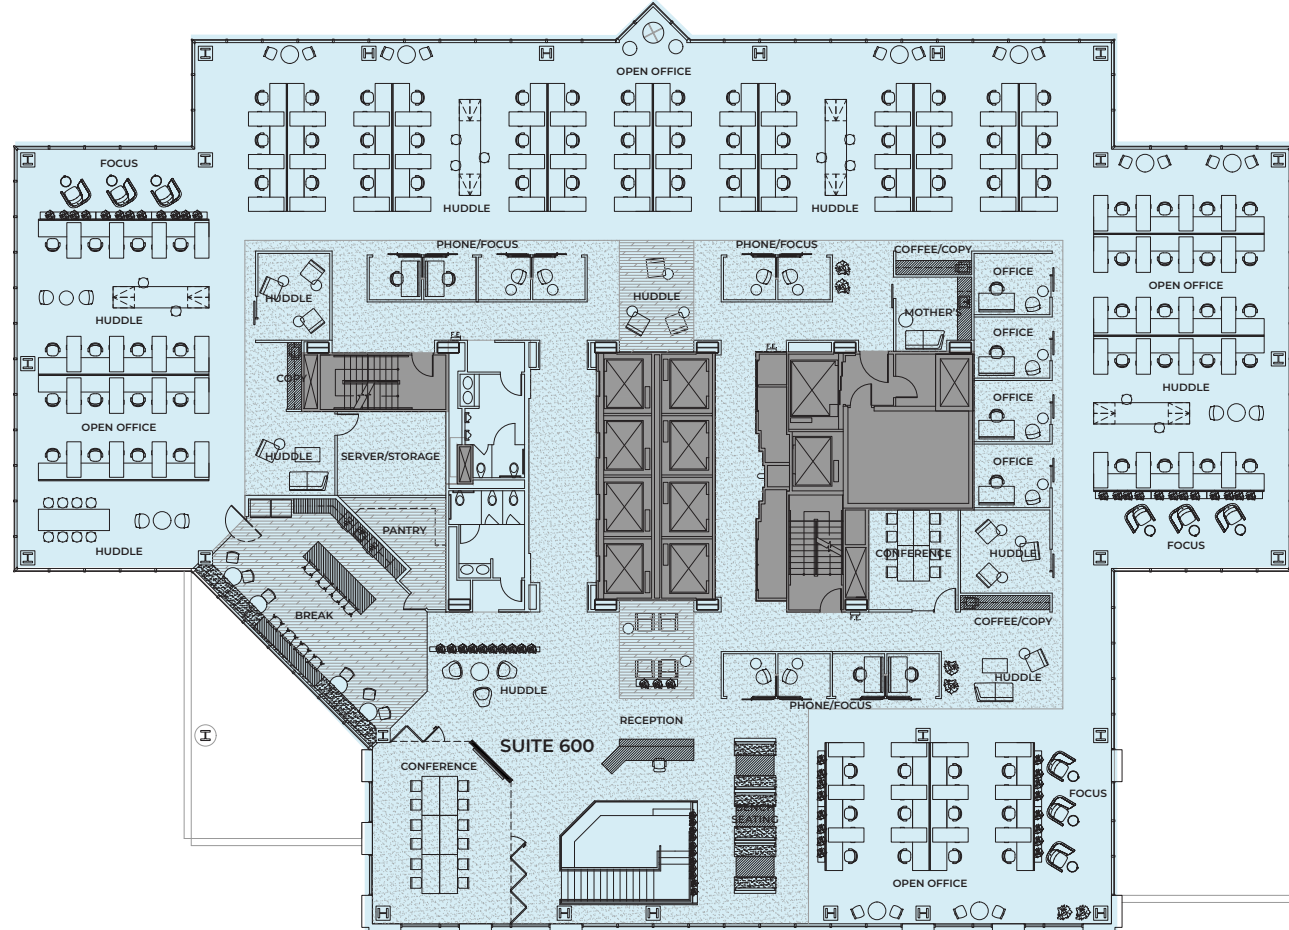 OPEN OFFICE
FOCUS
HUDDLE
HUDDLE
PHONE/FOCUS
PHONE/FOCUS
COFFEE/COPY
OFFICE
OPEN OFFICE
HUDDLE
HUDDLE
MOTHER'S
HUDDLE
OFFICE
F.E.
F.E.
COPY
HUDDLE
OFFICE
OPEN OFFICE
HUDDLE
SERVER/STORAGE
OFFICE
PANTRY
FOCUS
HUDDLE
CONFERENCE
HUDDLE
BREAK
F.E.
COFFEE/COPY
HUDDLE
HUDDLE
PHONE/FOCUS
RECEPTION
SUITE 600
CONFERENCE
FOCUS
SEATING
OPEN OFFICE